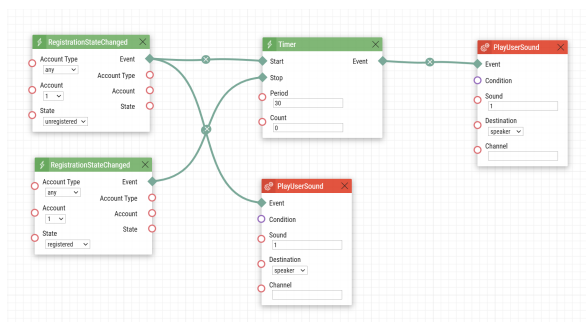 RegistrationStateChanged
Account Type
Event
any
Account Type
Account
Account
1
State
State
unregistered
Timer
Start
Event
Stop
Period
30
Count
0
PlayUserSound
Event
Condition
Sound
1
Destination
speaker
Channel
RegistrationStateChanged
Account Type
Event
any
Account Type
Account
Account
1
State
State
registered
PlayUserSound
Event
Condition
Sound
1
Destination
speaker
Channel